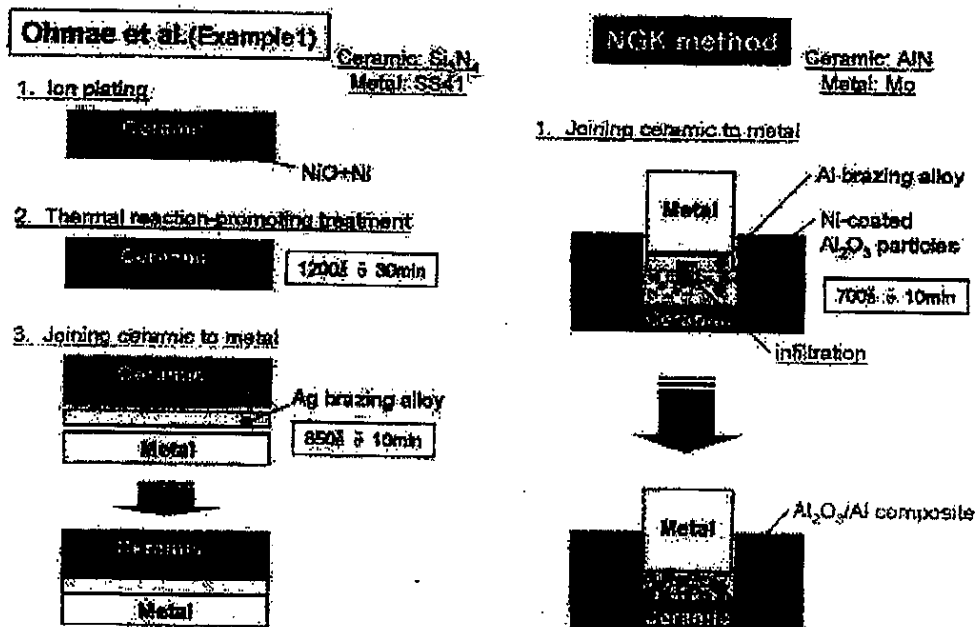 Ohmae et al.(Example1)
Ceramic: Si₃N₄
Metal: SS41
1. Ion plating
Ceramic
NiO+Ni
2. Thermal reaction-promoting treatment
Ceramic
1200ā ö 30min
3. Joining ceramic to metal
Ceramic
Ag brazing alloy
850ā ö 10min
Metal
Ceramic
Metal
NGK method
Ceramic: AlN
Metal: Mo
1. Joining ceramic to metal
Metal
Al brazing alloy
Ni-coated
Al₂O₃ particles
700ā ö 10min
Ceramic
infiltration
Metal
Al₂O₃/Al composite
Ceramic